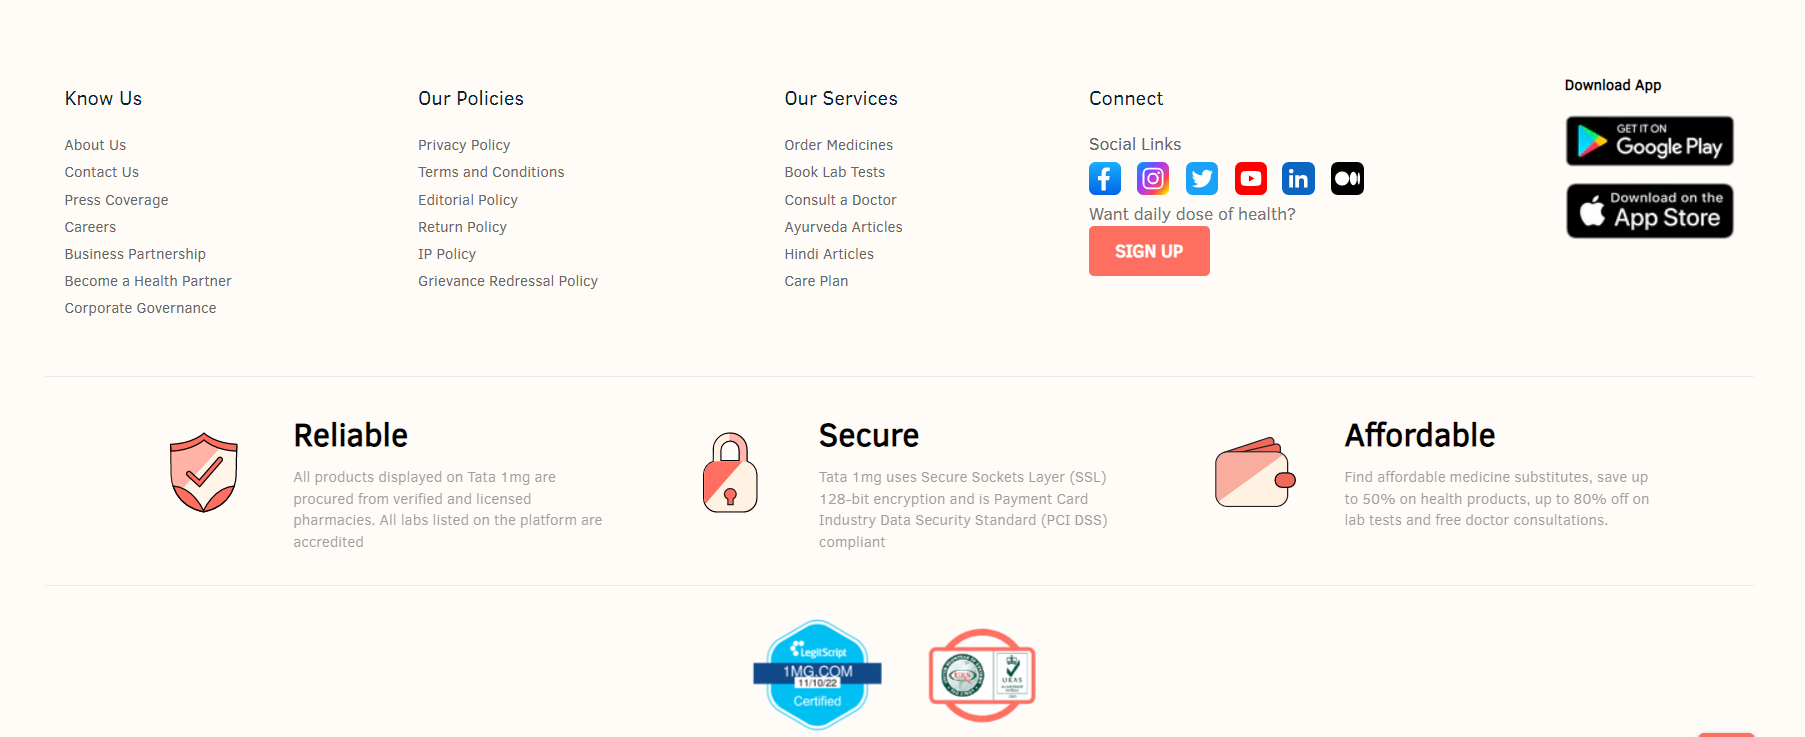 Know Us
About Us
Contact Us
Press Coverage
Careers
Business Partnership
Become a Health Partner
Corporate Governance
Our Policies
Privacy Policy
Terms and Conditions
Editorial Policy
Return Policy
IP Policy
Grievance Redressal Policy
Our Services
Order Medicines
Book Lab Tests
Consult a Doctor
Ayurveda Articles
Hindi Articles
Care Plan
Connect
Social Links
Want daily dose of health?
SIGN UP
Download App
GET IT ON
Google Play
Download on the
App Store
Reliable
All products displayed on Tata 1mg are
procured from verified and licensed
pharmacies. All labs listed on the platform are
accredited
Secure
Tata 1mg uses Secure Sockets Layer (SSL)
128-bit encryption and is Payment Card
Industry Data Security Standard (PCI DSS)
compliant
Affordable
Find affordable medicine substitutes, save up
to 50% on health products, up to 80% off on
lab tests and free doctor consultations.
LegitScript
1MG.COM
11/10/22
Certified
URS
UKAS